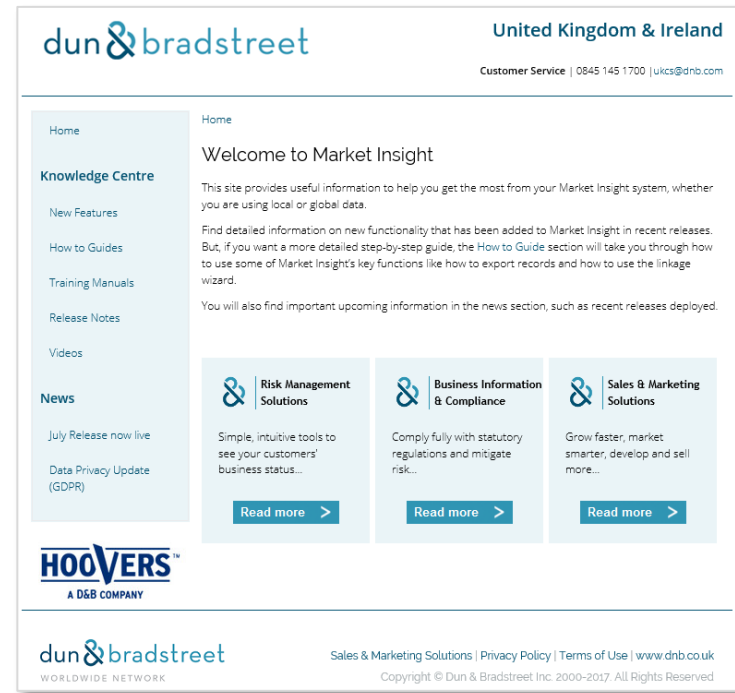 dun & bradstreet
United Kingdom & Ireland
Customer Service | 0845 145 1700 |ukcs@dnb.com
Home
Knowledge Centre
New Features
How to Guides
Training Manuals
Release Notes
Videos
News
July Release now live
Data Privacy Update
(GDPR)
HOOVERS™
A D&B COMPANY
Home
Welcome to Market Insight
This site provides useful information to help you get the most from your Market Insight system, whether
you are using local or global data.
Find detailed information on new functionality that has been added to Market Insight in recent releases.
But, if you want a more detailed step-by-step guide, the How to Guide section will take you through how
to use some of Market Insight's key functions like how to export records and how to use the linkage
wizard.
You will also find important upcoming information in the news section, such as recent releases deployed.
Risk Management
Solutions
Simple, intuitive tools to
see your customers'
business status...
Read more >
Business Information
& Compliance
Comply fully with statutory
regulations and mitigate
risk...
Read more >
Sales & Marketing
Solutions
Grow faster, market
smarter, develop and sell
more...
Read more >
dun & bradstreet
WORLDWIDE NETWORK
Sales & Marketing Solutions | Privacy Policy | Terms of Use | www.dnb.co.uk
Copyright © Dun & Bradstreet Inc. 2000-2017. All Rights Reserved